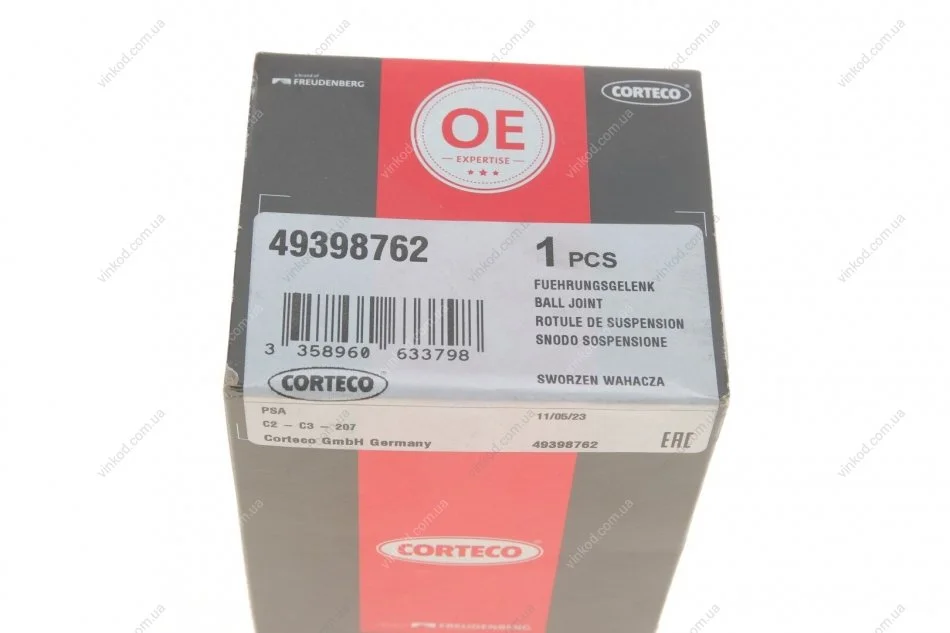 a brand of
FREUDENBERG
CORTECO
OE
EXPERTISE
49398762
1 PCS
FUEHRUNGSGELENK
BALL JOINT
ROTULE DE SUSPENSION
SNODO SOSPENSIONE
3 358960 633798
CORTECO
SWORZEN WAHACZA
PSA
11/05/23
C2 - C3 - 207
Corteco GmbH Germany
49398762
EAC
CORTECO
FREUDENBERG
vinkod.com.ua